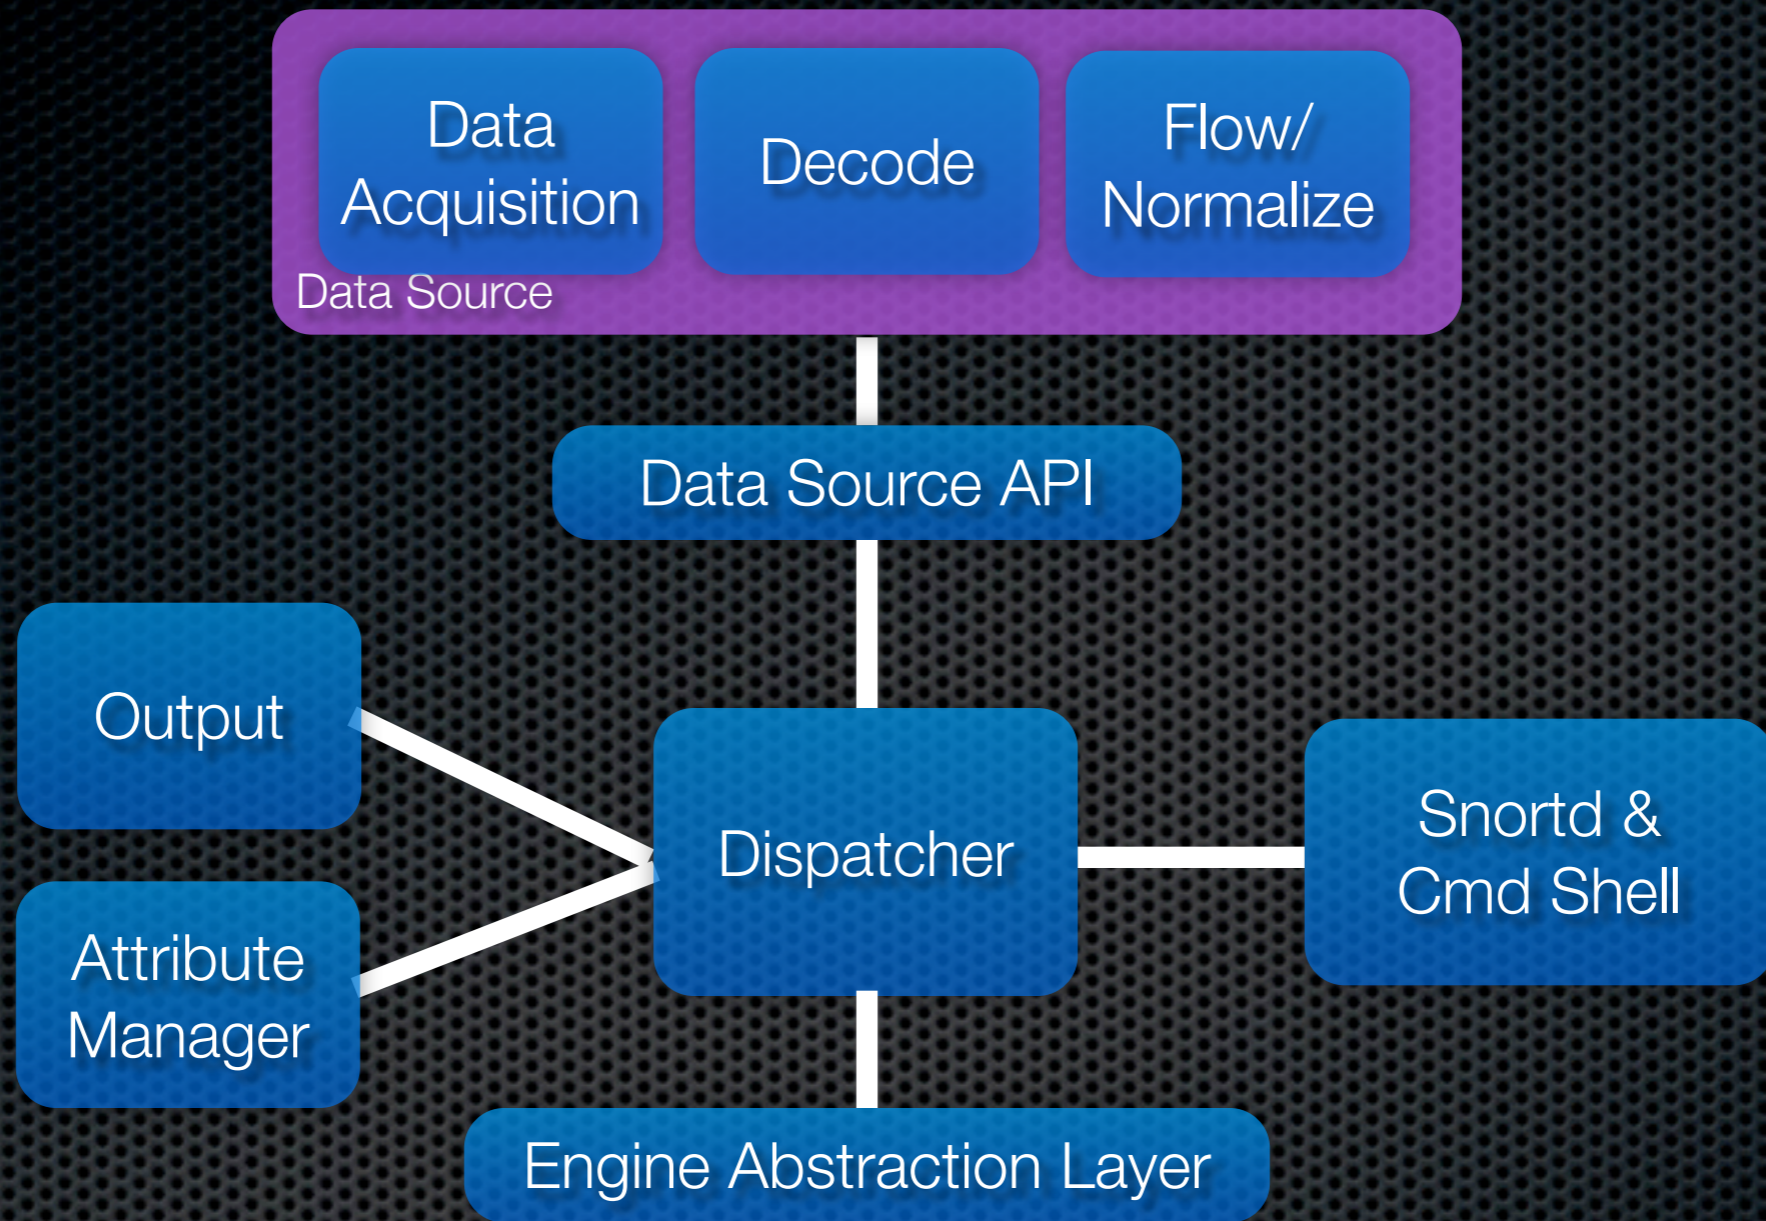 Data
Acquisition
Decode
Flow/
Normalize
Data Source
Data Source API
Output
Dispatcher
Snortd &
Cmd Shell
Attribute
Manager
Engine Abstraction Layer